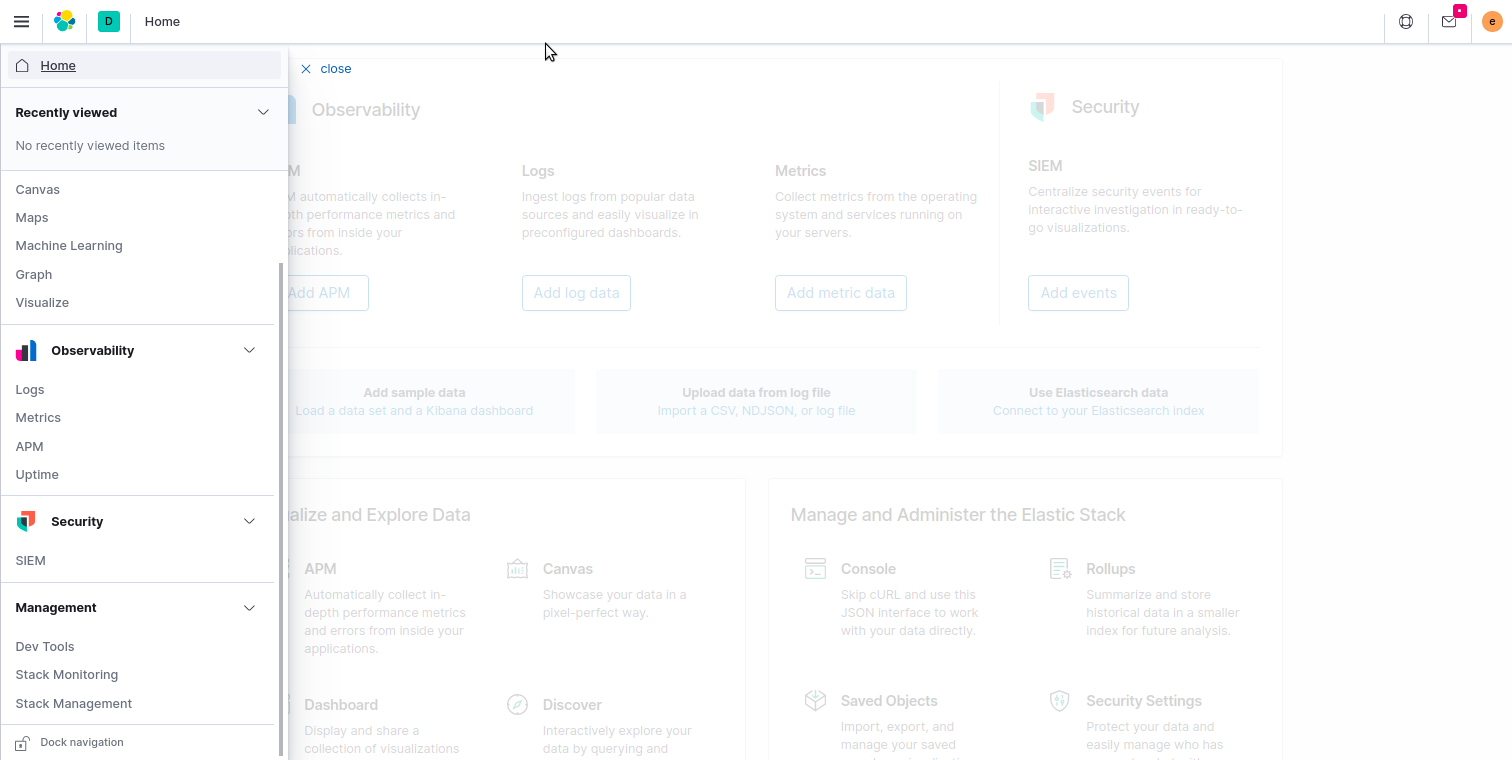 D
Home
e
Home
close
Recently viewed
No recently viewed items
Canvas
Maps
Machine Learning
Graph
Visualize
Observability
Logs
Metrics
APM
Uptime
Security
SIEM
Management
Dev Tools
Stack Monitoring
Stack Management
Dock navigation
Observability
Security
M
M automatically collects in-
oth performance metrics and
ors from inside your
lications.
Add APM
Logs
Ingest logs from popular data
sources and easily visualize in
preconfigured dashboards.
Add log data
Metrics
Collect metrics from the operating
system and services running on
your servers.
Add metric data
SIEM
Centralize security events for
interactive investigation in ready-to-
go visualizations.
Add events
Add sample data
Load a data set and a Kibana dashboard
Upload data from log file
Import a CSV, NDJSON, or log file
Use Elasticsearch data
Connect to your Elasticsearch index
alize and Explore Data
APM
Automatically collect in-
depth performance metrics
and errors from inside your
applications.
Canvas
Showcase your data in a
pixel-perfect way.
Dashboard
Display and share a
collection of visualizations
Discover
Interactively explore your
data by querying and
Manage and Administer the Elastic Stack
Console
Skip cURL and use this
JSON interface to work
with your data directly.
Rollups
Summarize and store
historical data in a smaller
index for future analysis.
Saved Objects
Import, export, and
manage your saved
Security Settings
Protect your data and
easily manage who has